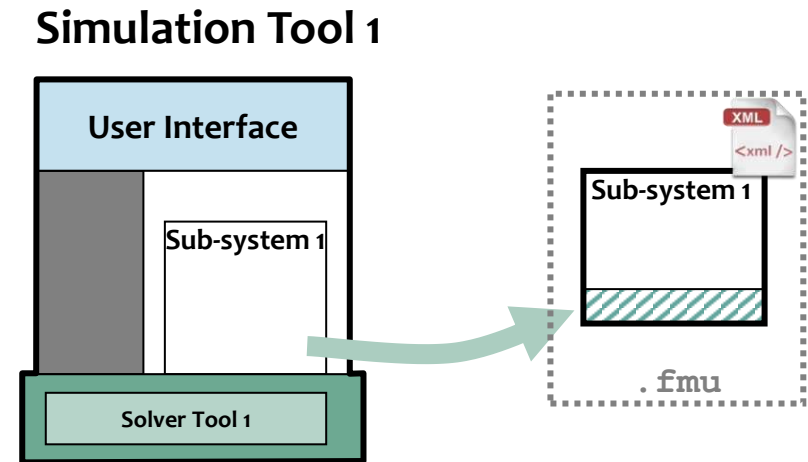 Simulation Tool 1
User Interface
Sub-system 1
Solver Tool 1
XML
<xml />
Sub-system 1
.fmu